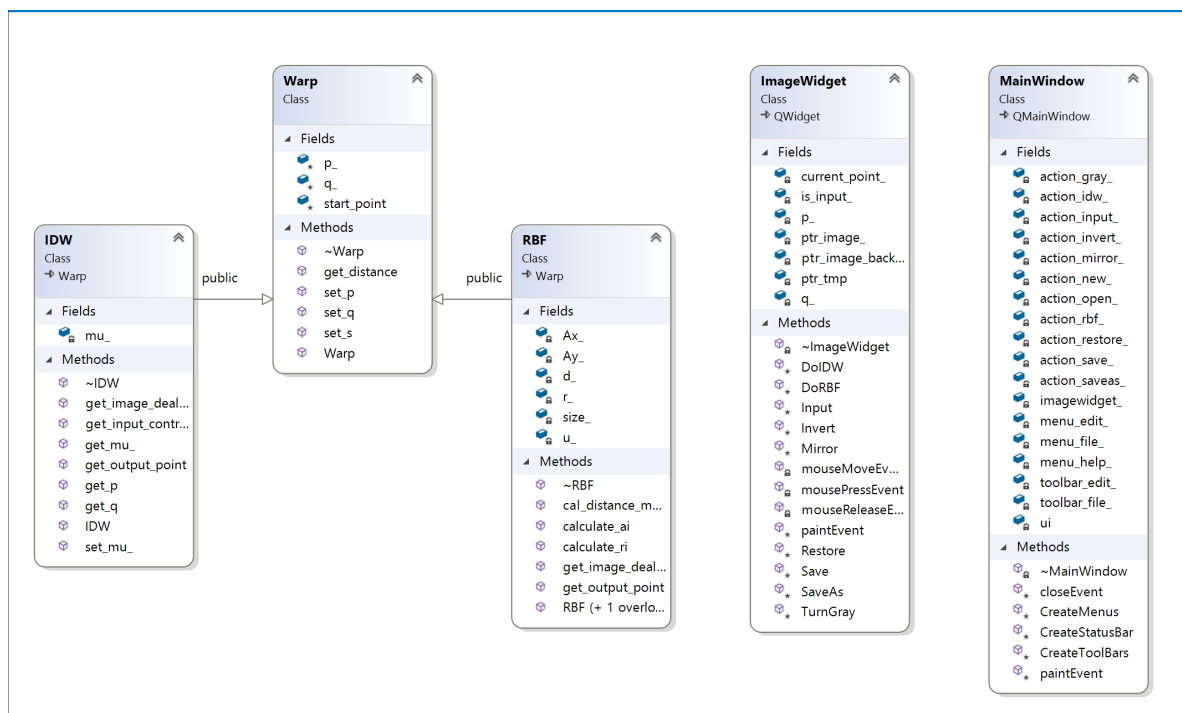 Warp
Class
Fields
p_
q_
start_point
Methods
~Warp
get_distance
set_p
set_q
set_s
Warp
IDW
Class
Warp
Fields
mu_
Methods
~IDW
get_image_deal...
get_input_contr...
get_mu_
get_output_point
get_p
get_q
IDW
set_mu_
public
public
RBF
Class
Warp
Fields
Ax_
Ay_
d_
r_
size_
u_
Methods
~RBF
cal_distance_m...
calculate_ai
calculate_ri
get_image_deal...
get_output_point
RBF (+ 1 overlo...
ImageWidget
Class
QWidget
Fields
current_point_
is_input_
p_
ptr_image_
ptr_image_back...
ptr_tmp
q_
Methods
~ImageWidget
DoIDW
DoRBF
Input
Invert
Mirror
mouseMoveEv...
mousePressEvent
mouseReleaseE...
paintEvent
Restore
Save
SaveAs
TurnGray
MainWindow
Class
QMainWindow
Fields
action_gray_
action_idw_
action_input_
action_invert_
action_mirror_
action_new_
action_open_
action_rbf_
action_restore_
action_save_
action_saveas_
imagewidget_
menu_edit_
menu_file_
menu_help_
toolbar_edit_
toolbar_file_
ui
Methods
~MainWindow
closeEvent
CreateMenus
CreateStatusBar
CreateToolBars
paintEvent